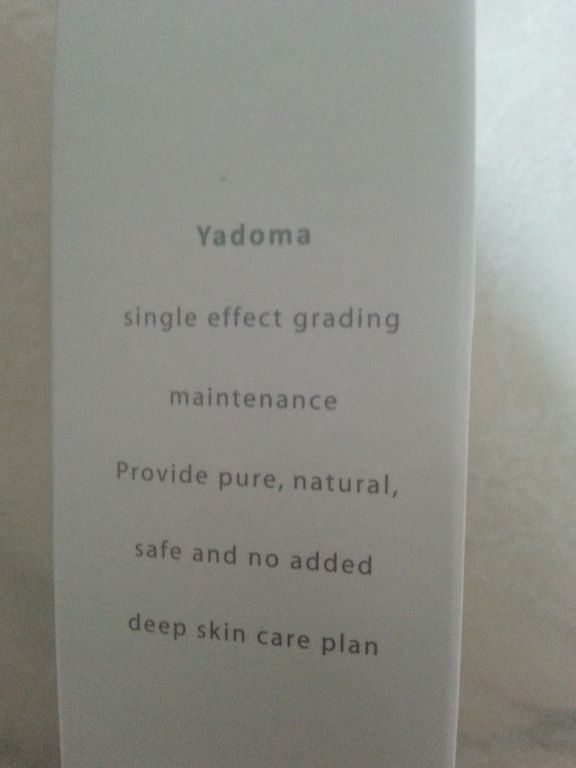 Yadoma
single effect grading
maintenance
Provide pure, natural,
safe and no added
deep skin care plan